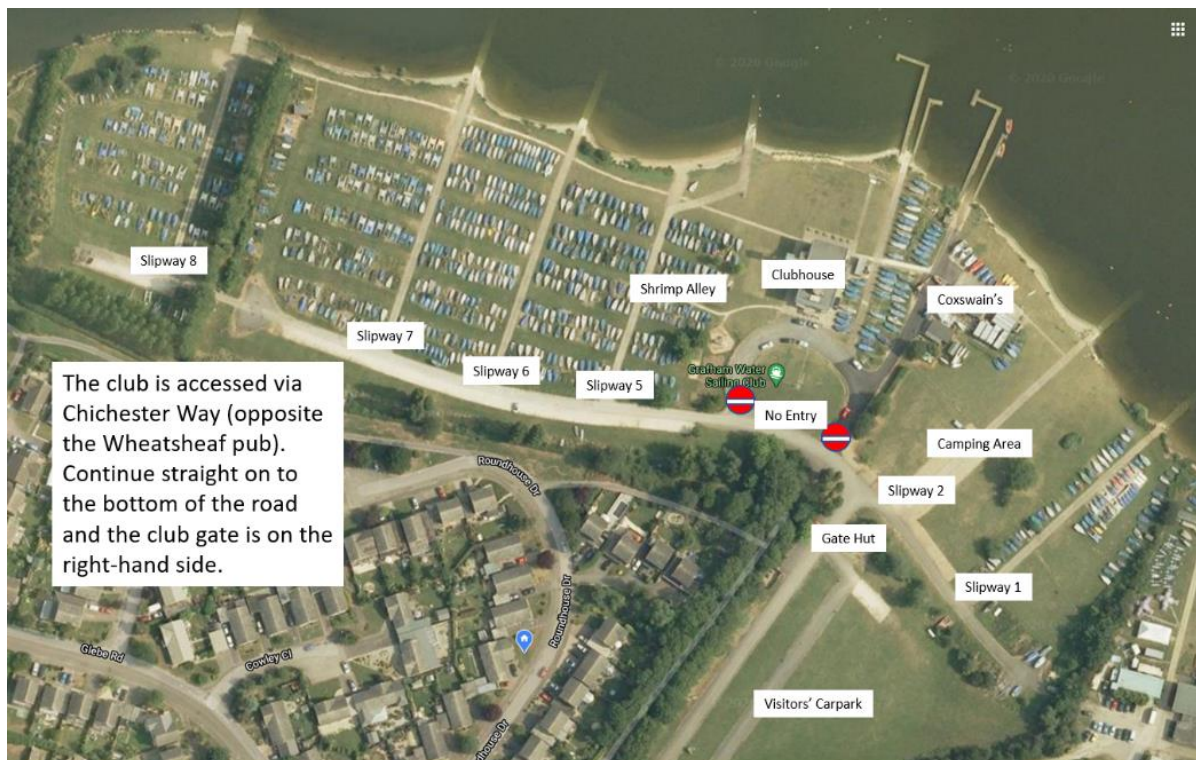 © 2020 Google
© 2020 Google
Slipway 8
Clubhouse
Shrimp Alley
Coxswain's
Slipway 7
Slipway 6
Slipway 5
Grafham Water
Sailing Club
No Entry
Camping Area
The club is accessed via
Chichester Way (opposite
the Wheatsheaf pub).
Continue straight on to
the bottom of the road
and the club gate is on the
right-hand side.
Roundhouse Dr
Slipway 2
Gate Hut
Slipway 1
Roundhouse Dr
Glebe Rd
Cowley Cl
Visitors' Carpark
Roundhouse Dr